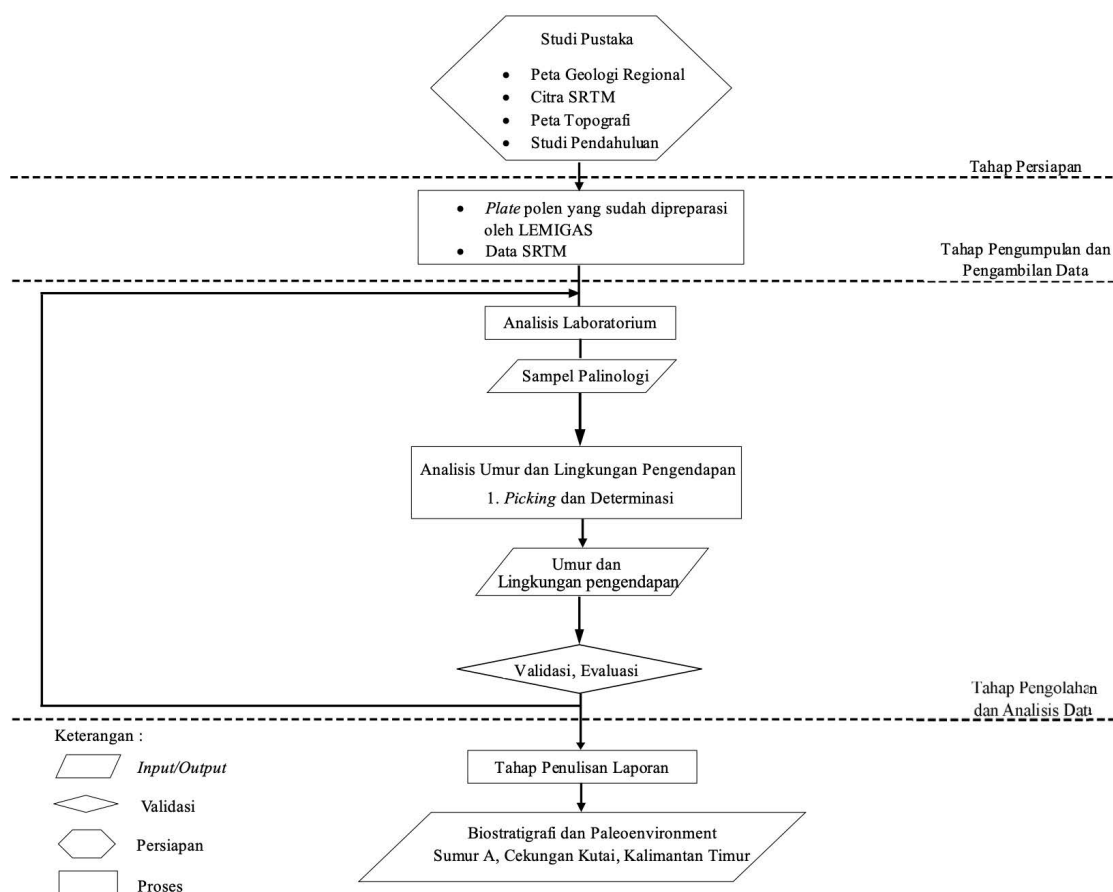 Studi Pustaka
• Peta Geologi Regional
• Citra SRTM
• Peta Topografi
• Studi Pendahuluan
Tahap Persiapan
• Plate polen yang sudah dipreparasi
oleh LEMIGAS
• Data SRTM
Tahap Pengumpulan dan
Pengambilan Data
Analisis Laboratorium
Sampel Palinologi
Analisis Umur dan Lingkungan Pengendapan
1. Picking dan Determinasi
Umur dan
Lingkungan pengendapan
Validasi, Evaluasi
Tahap Pengolahan
dan Analisis Data
Keterangan :
Input/Output
Validasi
Persiapan
Proses
Tahap Penulisan Laporan
Biostratigrafi dan Paleoenvironment
Sumur A, Cekungan Kutai, Kalimantan Timur